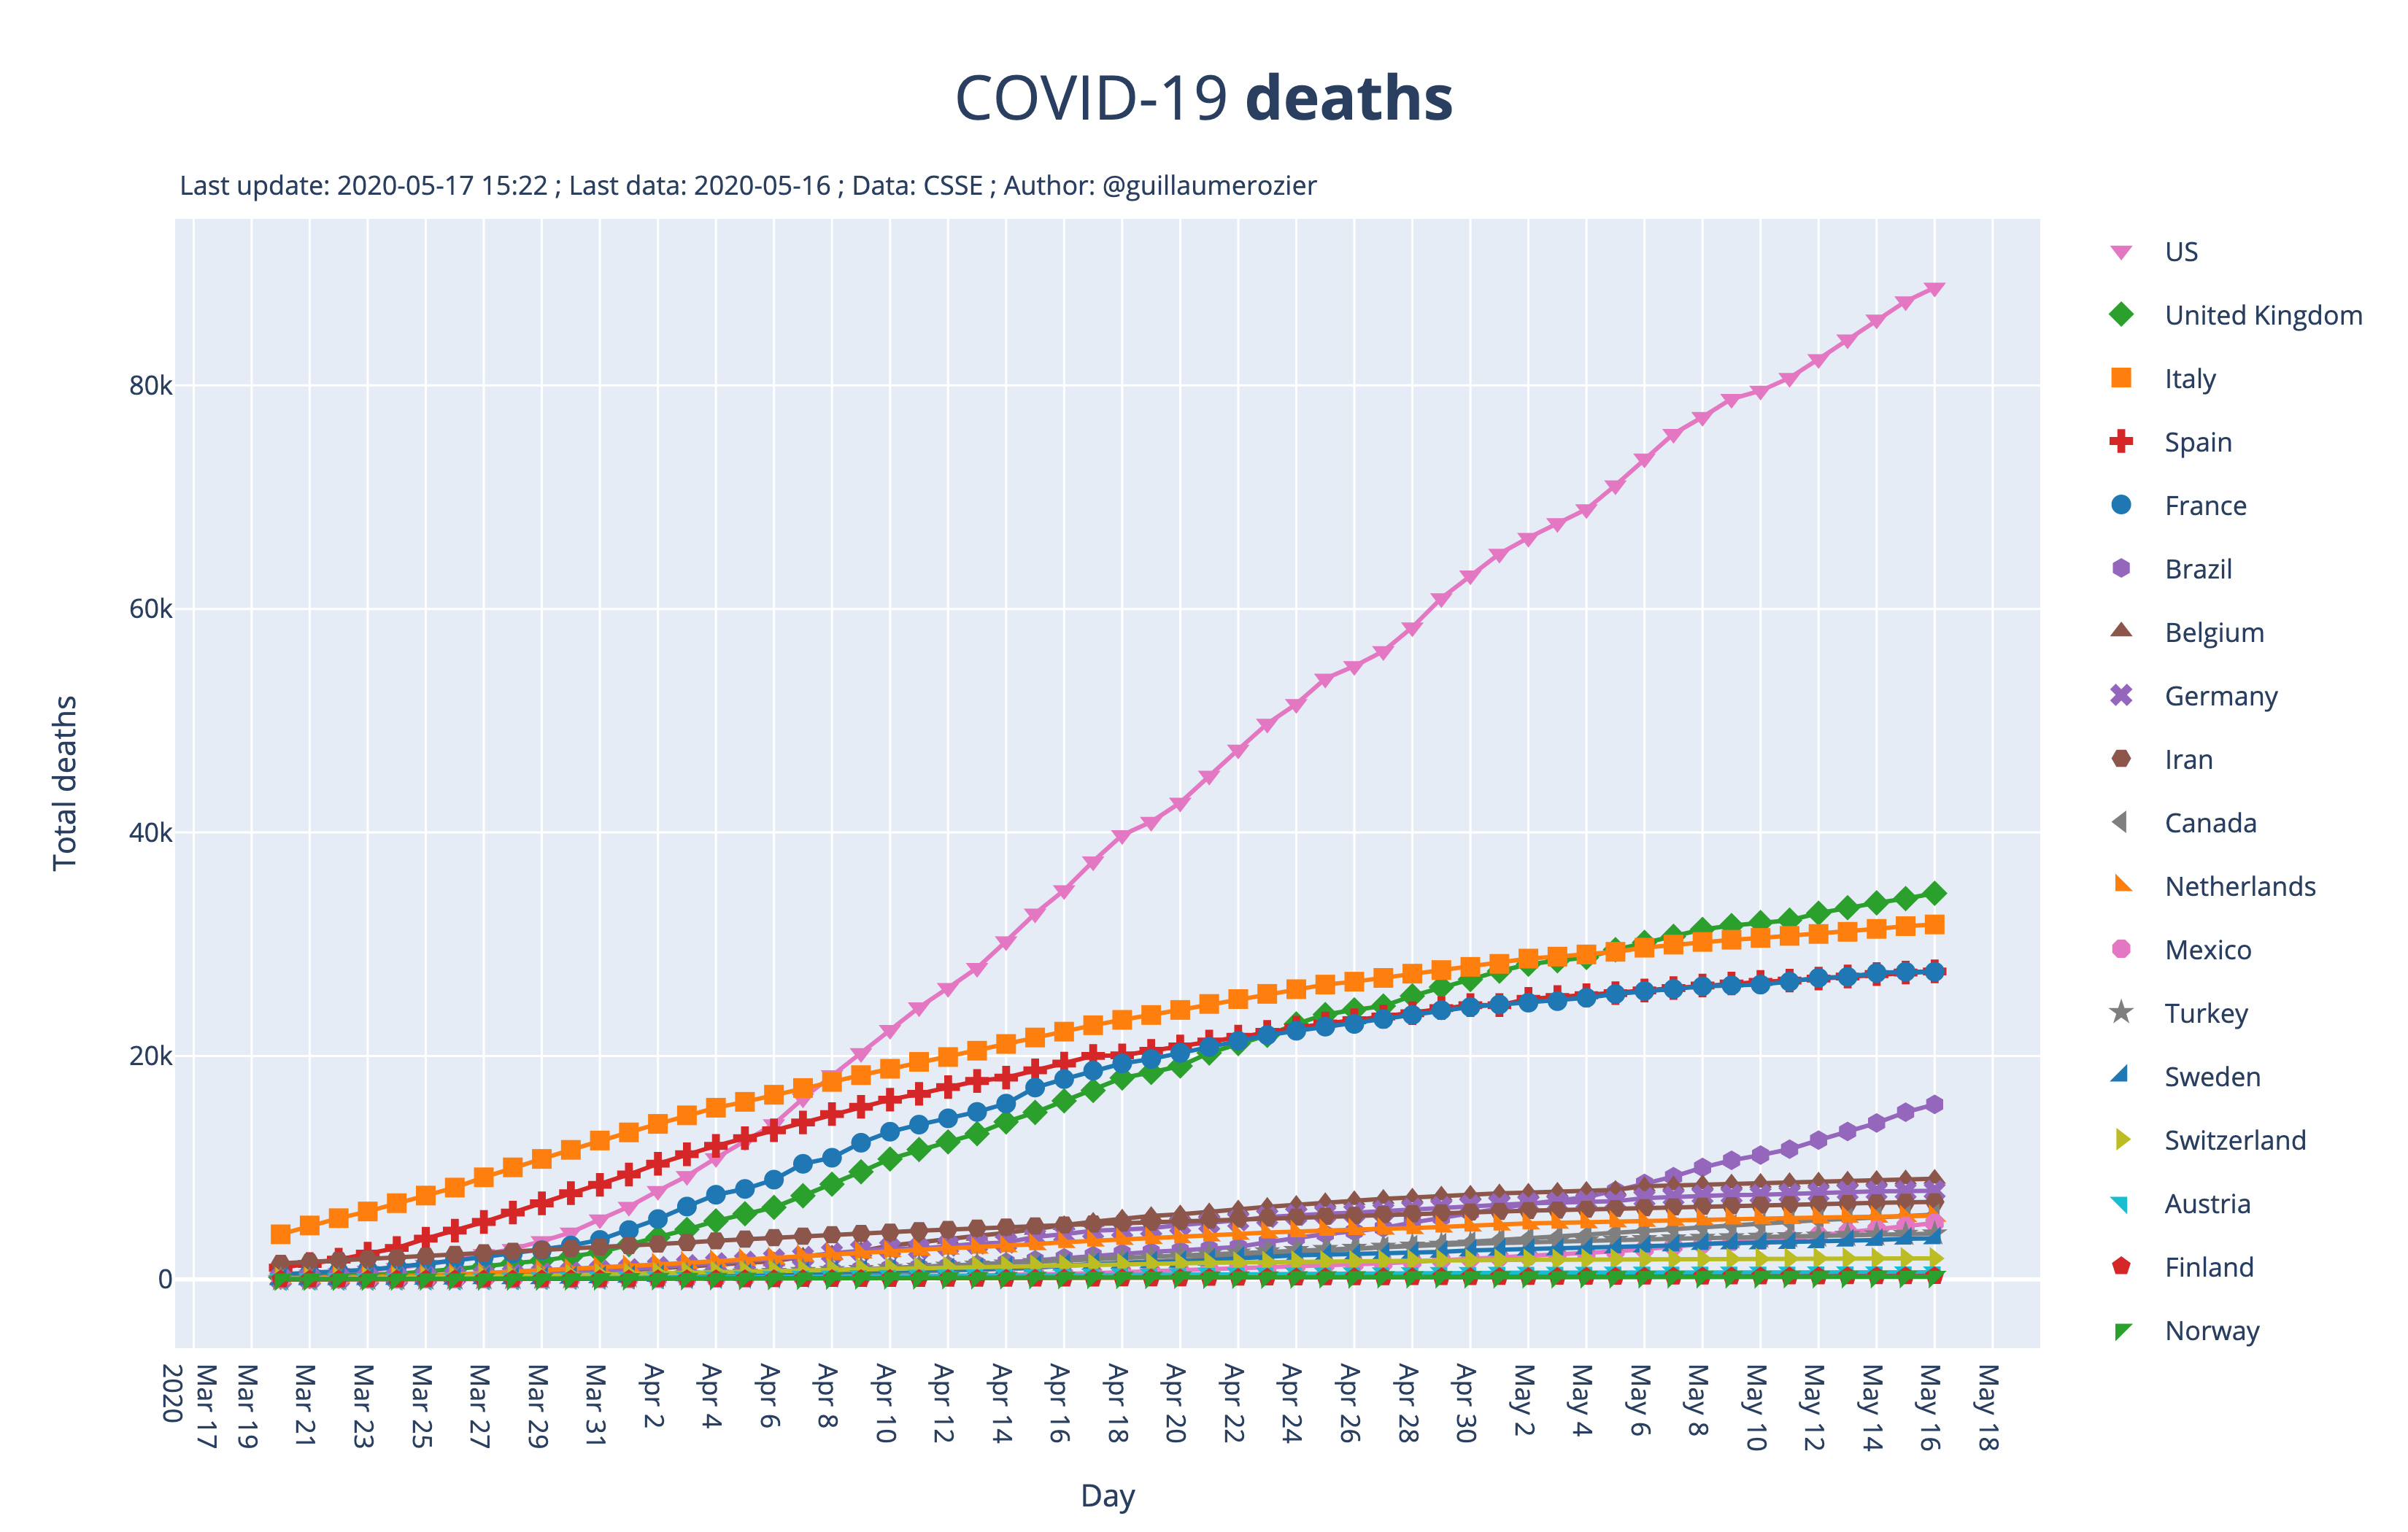 COVID-19 deaths
Last update: 2020-05-17 15:22 ; Last data: 2020-05-16 ; Data: CSSE ; Author: @guillaumerozier
Total deaths
80k
60k
40k
20k
0
Mar 17
2020
Mar 19
Mar 21
Mar 23
Mar 25
Mar 27
Mar 29
Mar 31
Apr 2
Apr 4
Apr 6
Apr 8
Apr 10
Apr 12
Apr 14
Apr 16
Apr 18
Apr 20
Apr 22
Apr 24
Apr 26
Apr 28
Apr 30
May 2
May 4
May 6
May 8
May 10
May 12
May 14
May 16
May 18
Day
US
United Kingdom
Italy
Spain
France
Brazil
Belgium
Germany
Iran
Canada
Netherlands
Mexico
Turkey
Sweden
Switzerland
Austria
Finland
Norway